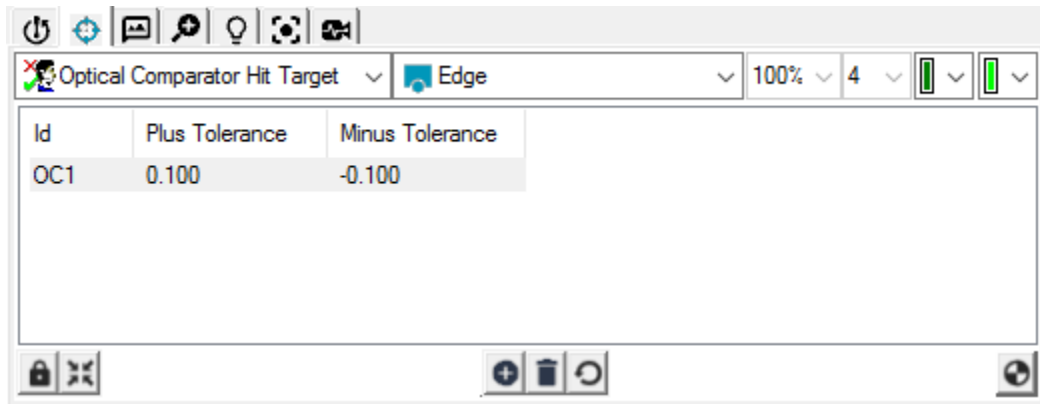 Optical Comparator Hit Target Edge 100% 4
Id Plus Tolerance Minus Tolerance
OC1 0.100 -0.100